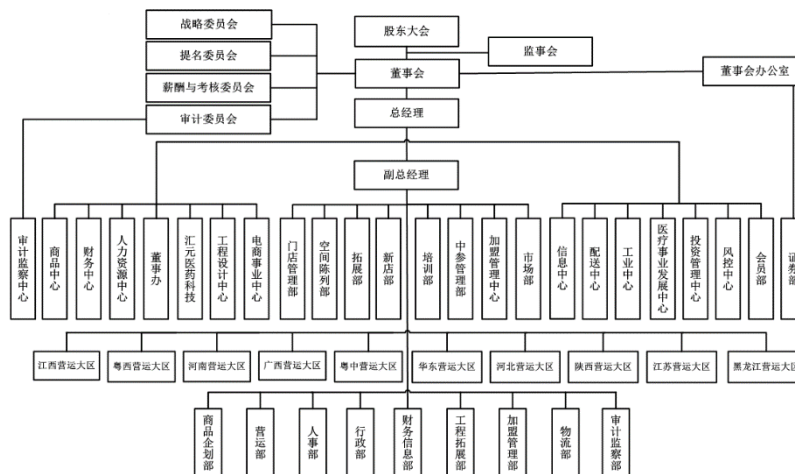 战略委员会
提名委员会
薪酬与考核委员会
审计委员会
股东大会
监事会
董事会
董事会办公室
总经理
副总经理
审计监察中心
商品中心
财务中心
人力资源中心
董事办
汇元医药科技
工程设计中心
电商事业中心
门店管理部
空间陈列部
拓展部
新店部
培训部
中参管理部
加盟管理中心
市场部
信息中心
配送中心
工业中心
医疗事业发展中心
投资管理中心
风控中心
会员部
证券部
江西营运大区
粤西营运大区
河南营运大区
广西营运大区
粤中营运大区
华东营运大区
河北营运大区
陕西营运大区
江苏营运大区
黑龙江营运大区
商品企划部
营运部
人事部
行政部
财务信息部
工程拓展部
加盟管理部
物流部
审计监察部